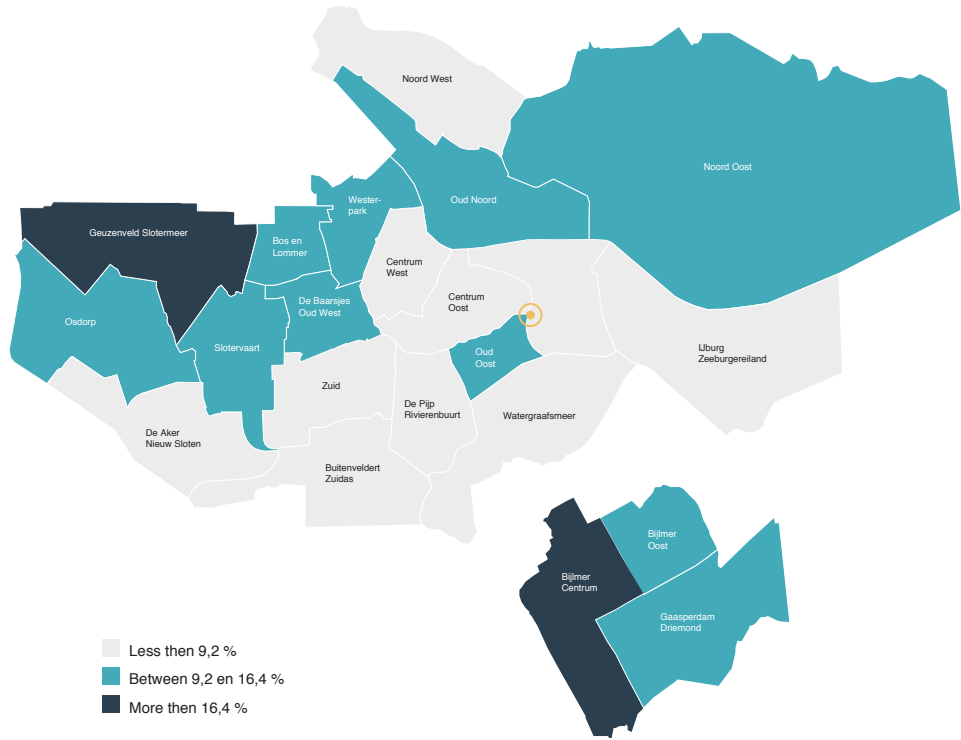 Noord West
Noord Oost
Wester-
park
Oud Noord
Geuzenveld Slotermeer
Bos en
Lommer
Centrum
West
De Baarsjes
Oud West
Centrum
Oost
Osdorp
Slotervaart
Oud
Oost
IJburg
Zeeburgereiland
Zuid
De Pijp
Rivierenbuurt
Watergraafsmeer
De Aker
Nieuw Sloten
Buitenveldert
Zuidas
Bijlmer
Oost
Bijlmer
Centrum
Gaasperdam
Driemond
Less then 9,2 %
Between 9,2 en 16,4 %
More then 16,4 %